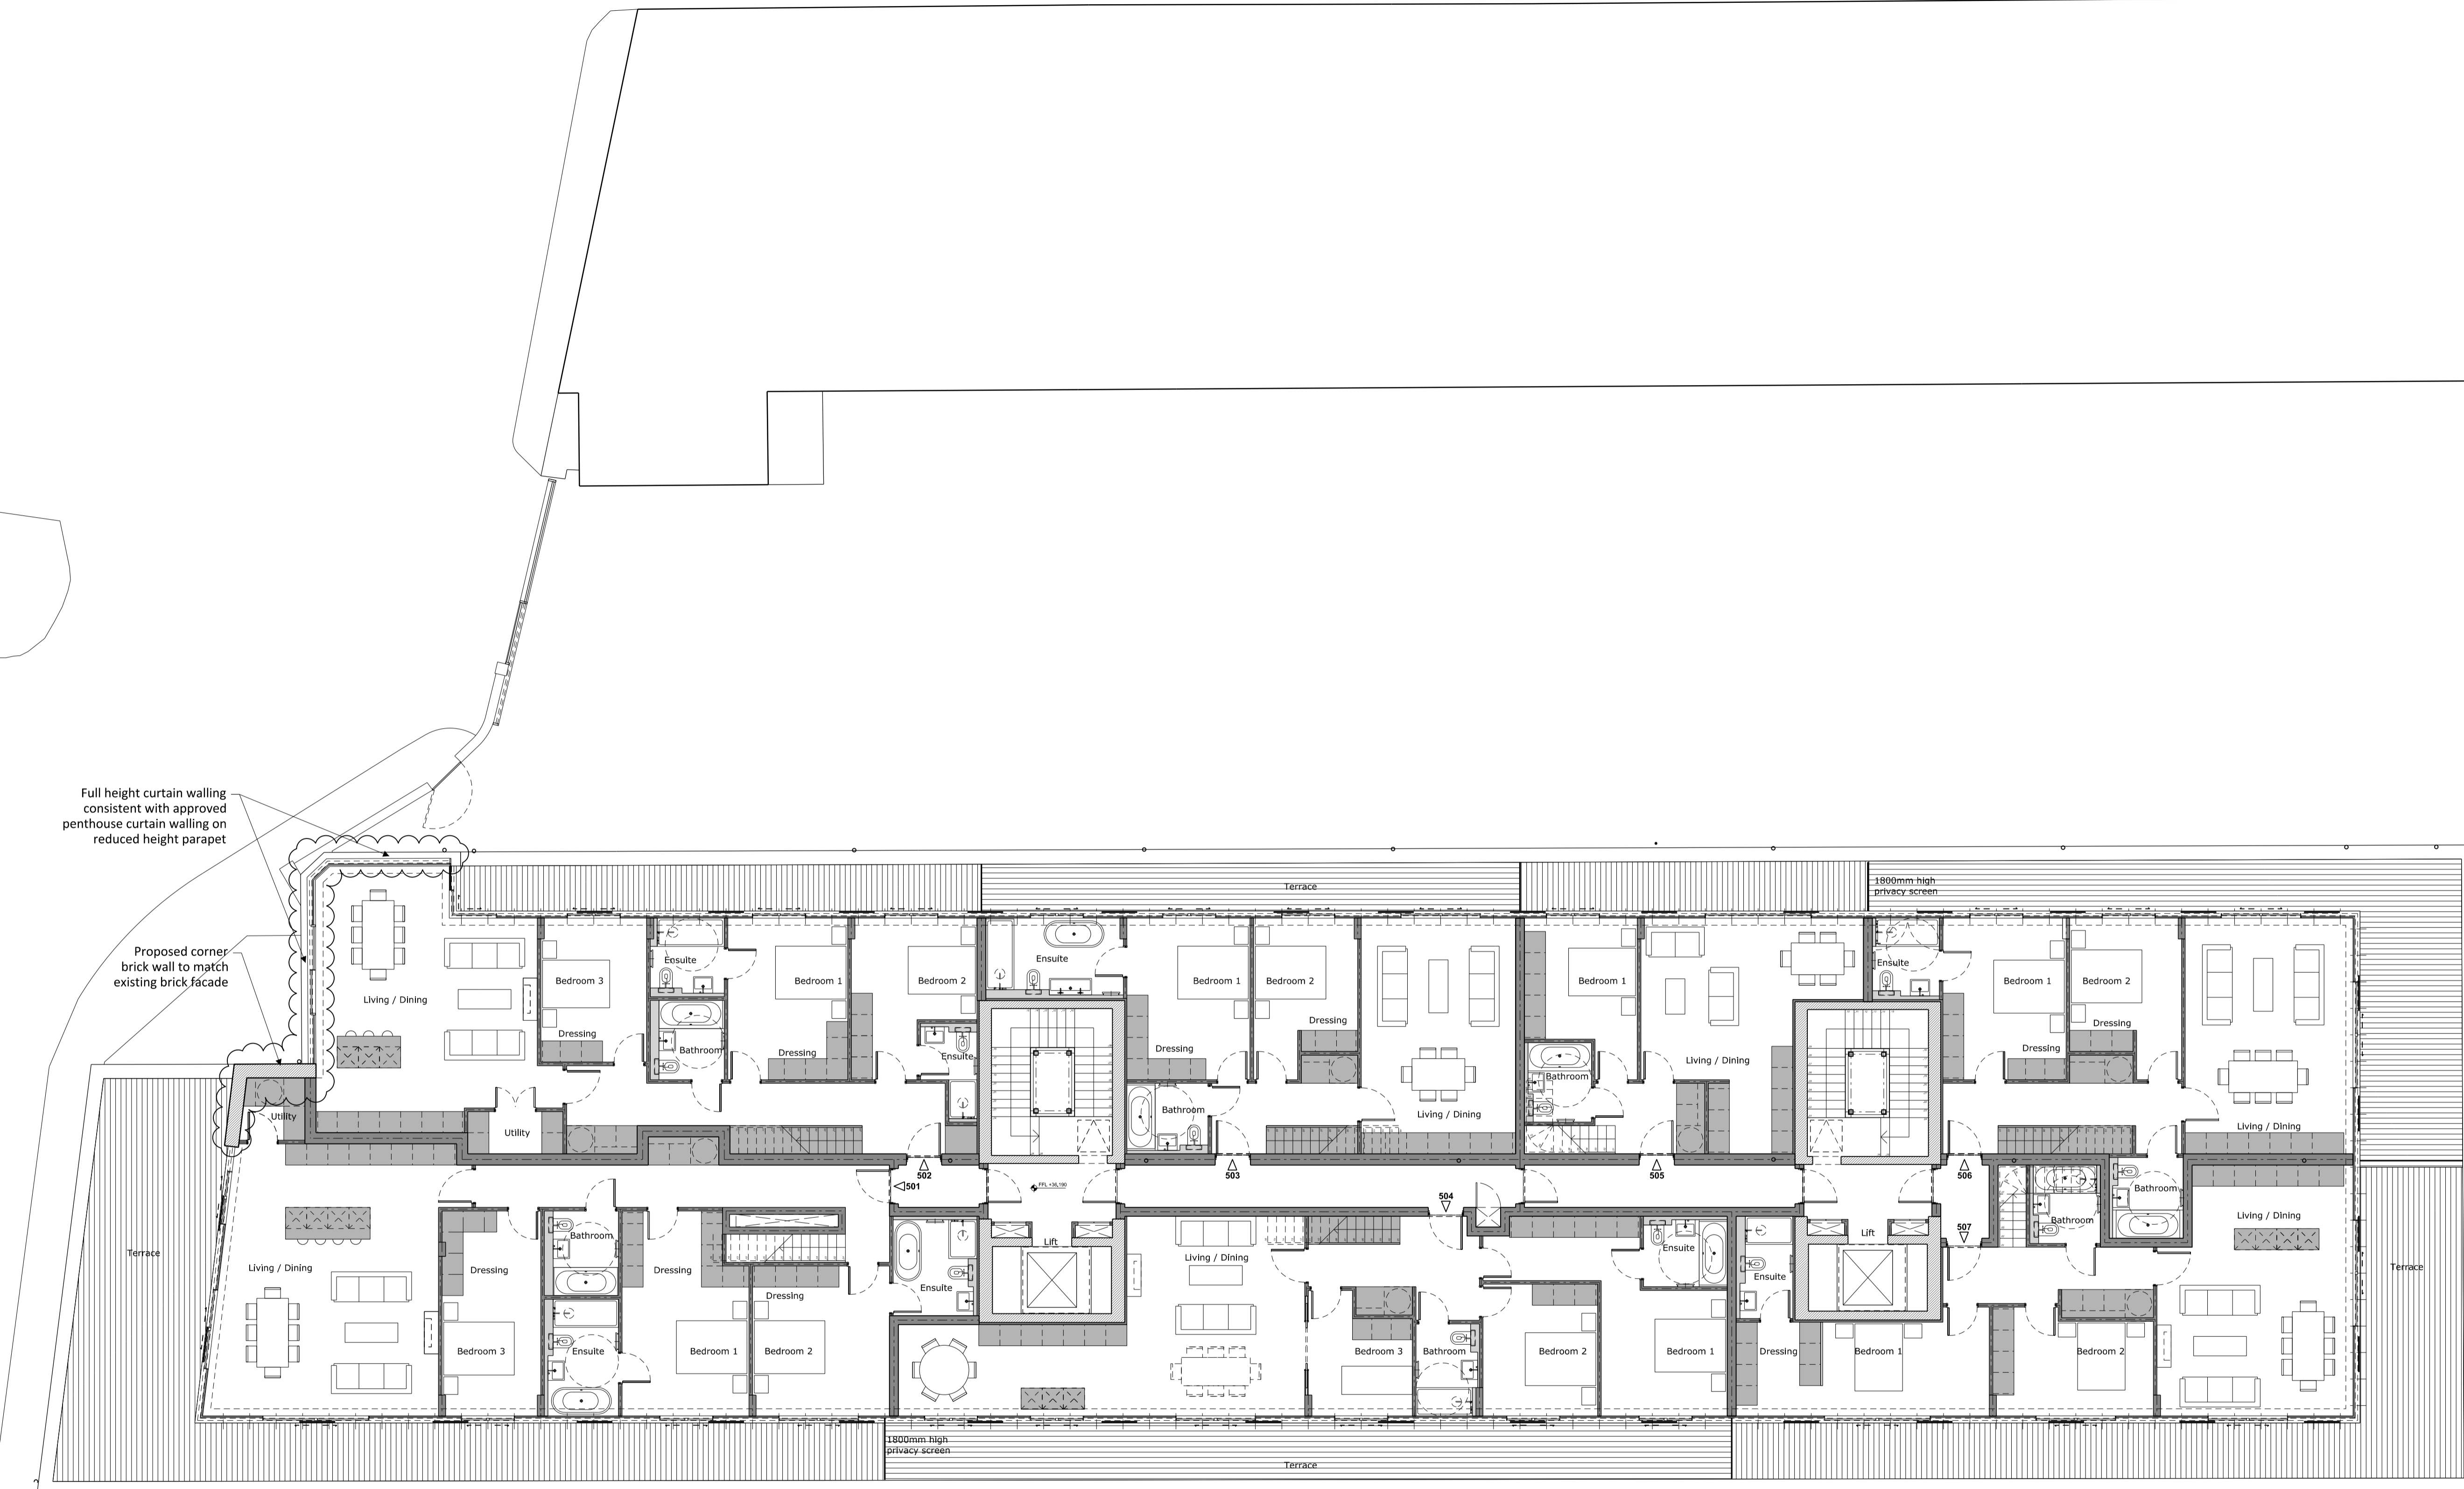 Full height curtain walling
consistent with approved
penthouse curtain walling on
reduced height parapet
Proposed corner
brick wall to match
existing brick facade
Terrace
1800mm high
privacy screen
Living / Dining
Bedroom 3
Dressing
Ensuite
Bathroom
Bedroom 1
Dressing
Bedroom 2
Ensuite
Ensuite
Bedroom 1
Dressing
Bedroom 2
Dressing
Bathroom
Living / Dining
Bedroom 1
Bathroom
Living / Dining
Ensuite
Bedroom 1
Dressing
Bedroom 2
Dressing
Living / Dining
Utility
Utility
502
501
FFL +36,190
503
504
505
506
507
Terrace
Living / Dining
Dressing
Bedroom 3
Bathroom
Ensuite
Dressing
Bedroom 1
Dressing
Bedroom 2
Ensuite
Lift
Living / Dining
Bedroom 3
Bathroom
Bedroom 2
Bedroom 1
Ensuite
Ensuite
Dressing
Lift
Bedroom 1
Bathroom
Bathroom
Bedroom 2
Living / Dining
Terrace
1800mm high
privacy screen
Terrace